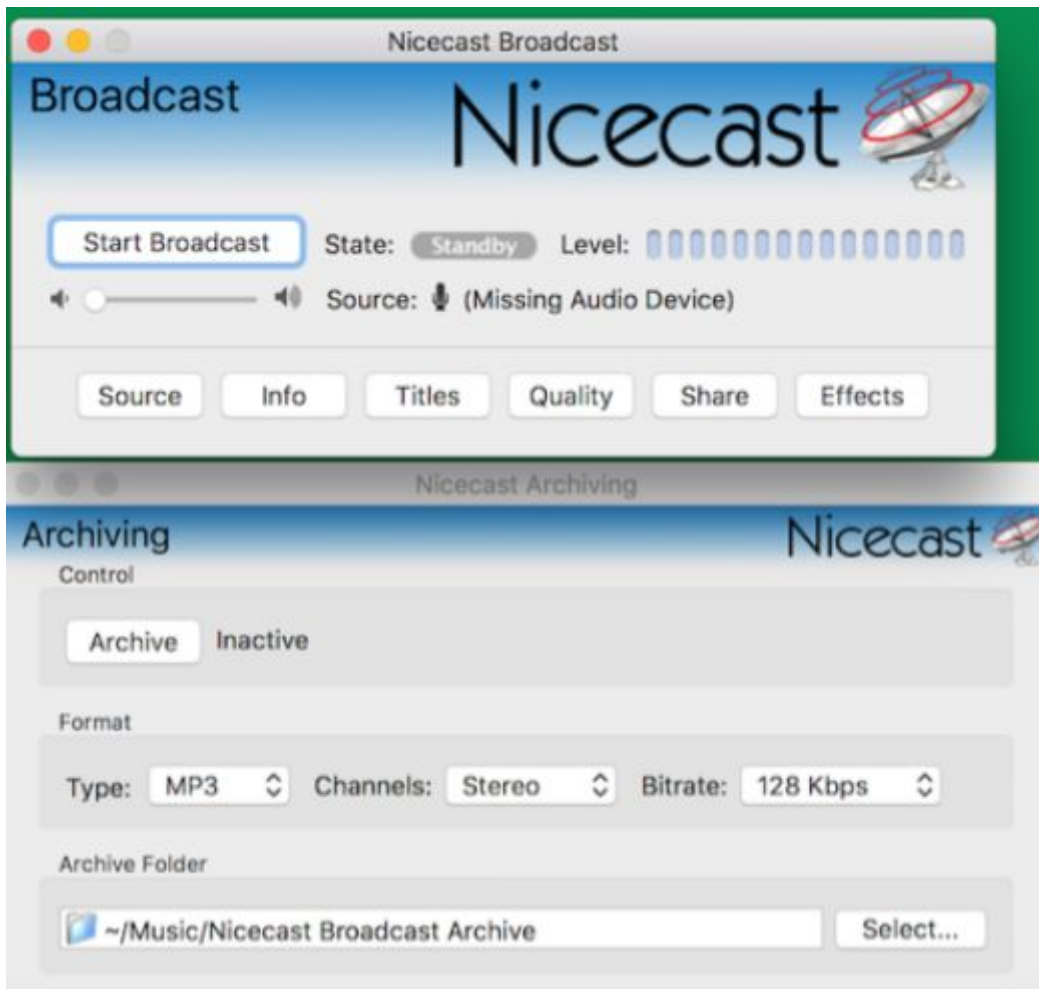 Nicecast Broadcast
Broadcast
Nicecast
Start Broadcast State: Standby Level:
Source: (Missing Audio Device)
Source Info Titles Quality Share Effects
Nicecast Archiving
Archiving
Nicecast
Control
Archive Inactive
Format
Type: MP3 Channels: Stereo Bitrate: 128 Kbps
Archive Folder
~/Music/Nicecast Broadcast Archive Select...